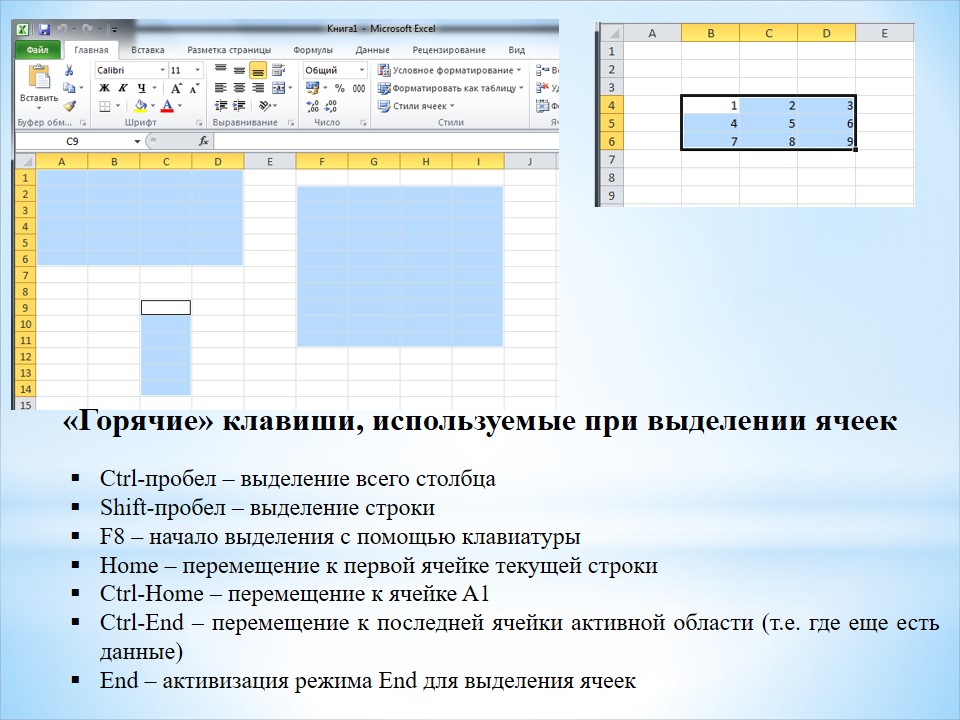 Книга1 - Microsoft Excel
Файл Главная Вставка Разметка страницы Формулы Данные Рецензирование Вид
Calibri 11 Общий Условное форматирование
Вставить Ж К Ч A A % 000 Форматировать как таблицу
Стили ячеек
Буфер обм... Шрифт Выравнивание Число Стили
C9 fx
A B C D E F G H I J
1
2
3
4
5
6
7
8
9
10
11
12
13
14
15
A B C D E
1
2
3
4 1 2 3
5 4 5 6
6 7 8 9
7
8
9
«Горячие» клавиши, используемые при выделении ячеек
▪ Ctrl-пробел – выделение всего столбца
▪ Shift-пробел – выделение строки
▪ F8 – начало выделения с помощью клавиатуры
▪ Home – перемещение к первой ячейке текущей строки
▪ Ctrl-Home – перемещение к ячейке A1
▪ Ctrl-End – перемещение к последней ячейки активной области (т.е. где еще есть
данные)
▪ End – активизация режима End для выделения ячеек